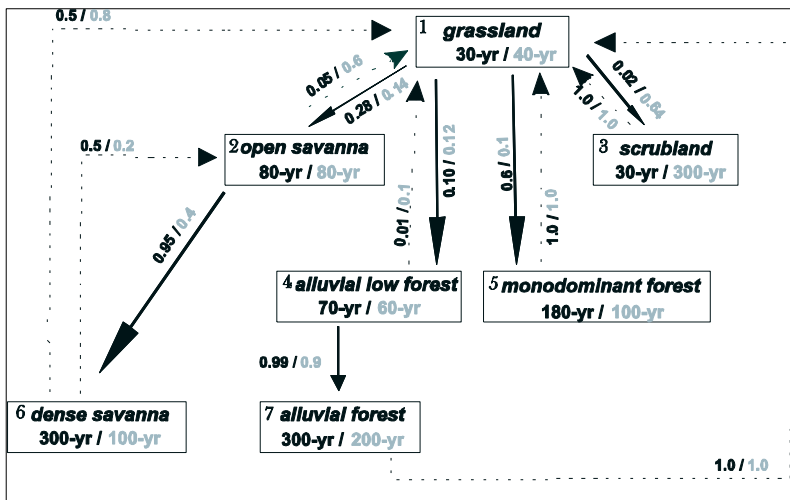 0.5 / 0.8
1 grassland
30-yr / 40-yr
0.05 / 0.6
0.28 / 0.14
0.02 / 0.64
1.0 / 1.0
0.5 / 0.2
2 open savanna
80-yr / 80-yr
3 scrubland
30-yr / 300-yr
0.10 / 0.12
0.6 / 0.1
0.01 / 0.1
1.0 / 1.0
0.95 / 0.4
4 alluvial low forest
70-yr / 60-yr
5 monodominant forest
180-yr / 100-yr
0.99 / 0.9
6 dense savanna
300-yr / 100-yr
7 alluvial forest
300-yr / 200-yr
1.0 / 1.0